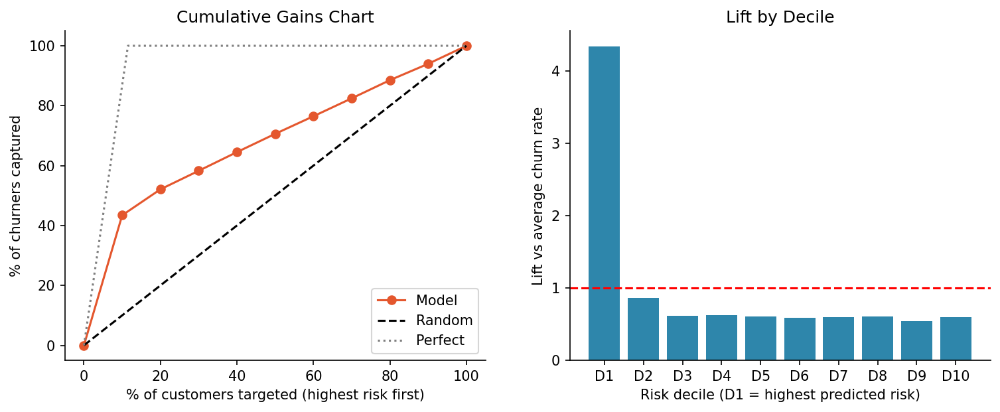 Cumulative Gains Chart
% of churners captured
100
80
60
40
20
0
0 20 40 60 80 100
% of customers targeted (highest risk first)
Model
Random
Perfect
Lift by Decile
Lift vs average churn rate
4
3
2
1
0
D1 D2 D3 D4 D5 D6 D7 D8 D9 D10
Risk decile (D1 = highest predicted risk)